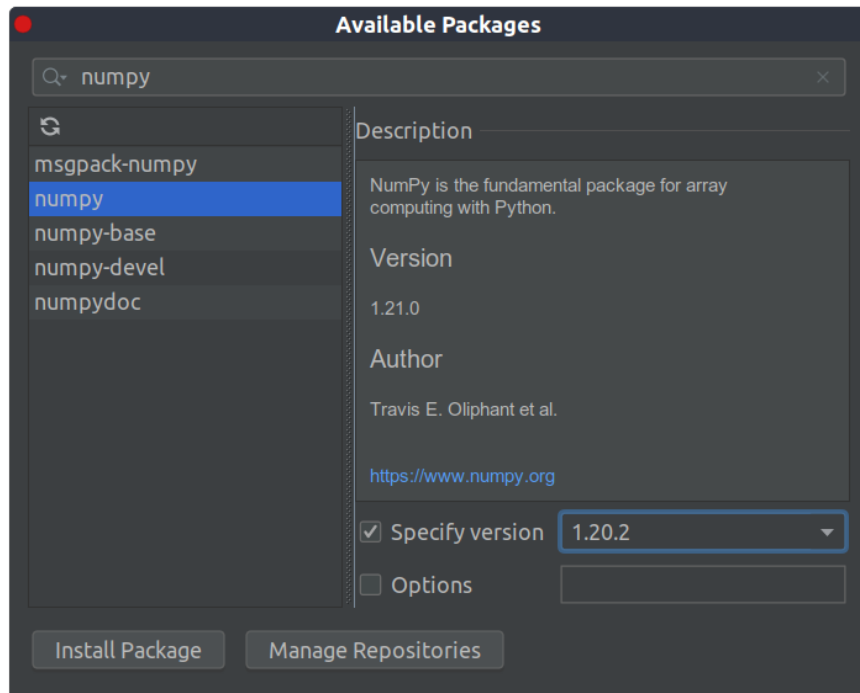 Available Packages
numpy
Description
msgpack-numpy
numpy
numpy-base
numpy-devel
numpydoc
NumPy is the fundamental package for array
computing with Python.
Version
1.21.0
Author
Travis E. Oliphant et al.
https://www.numpy.org
Specify version 1.20.2
Options
Install Package Manage Repositories